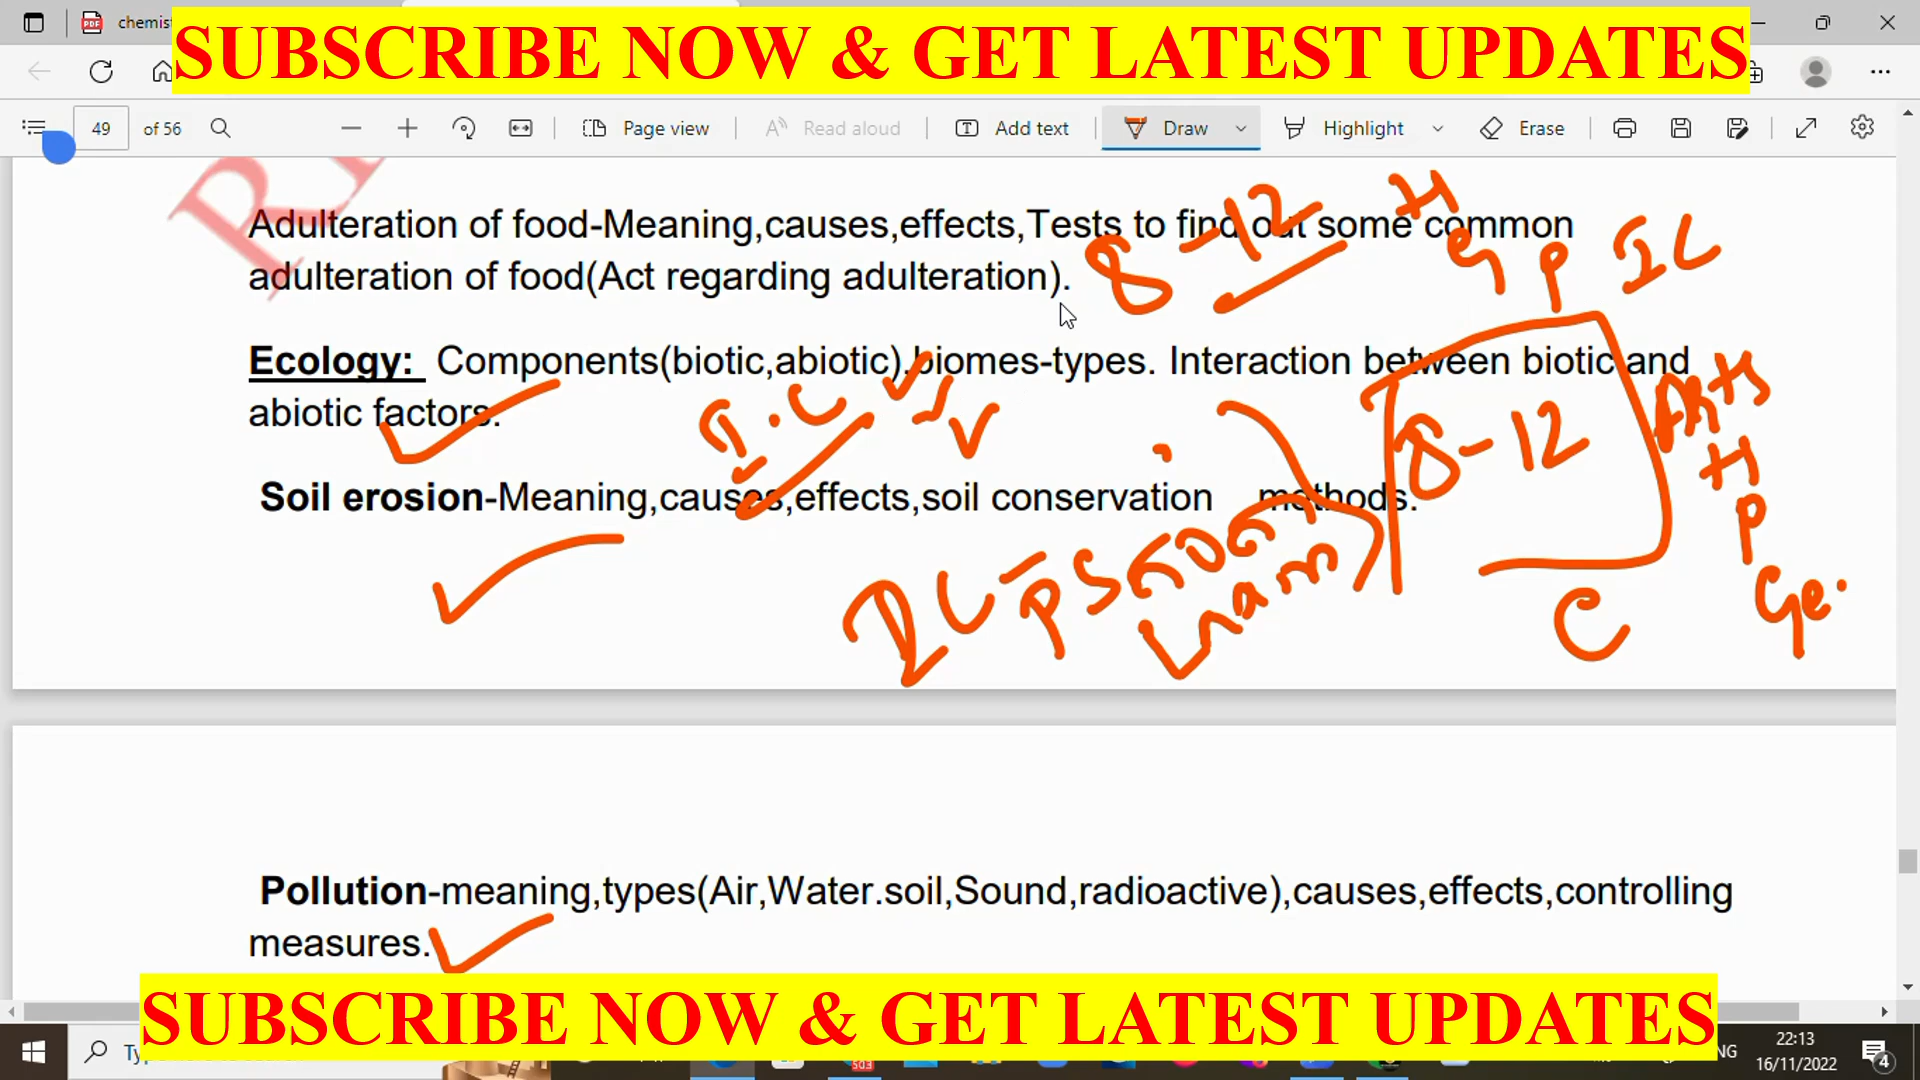 chemist
SUBSCRIBE NOW & GET LATEST UPDATES
49 of 56 Page view Read aloud Add text Draw Highlight Erase
Adulteration of food-Meaning,causes,effects,Tests to find out some common
adulteration of food(Act regarding adulteration).
8-12 H
G P
Ecology: Components(biotic,abiotic).biomes-types. Interaction between biotic and
abiotic factors.
I.C
8-12
Arts
H
P
Ge.
C
Soil erosion-Meaning,causes,effects,soil conservation methods.
Pollution-meaning,types(Air,Water.soil,Sound,radioactive),causes,effects,controlling
measures.
SUBSCRIBE NOW & GET LATEST UPDATES
22:13
16/11/2022
4